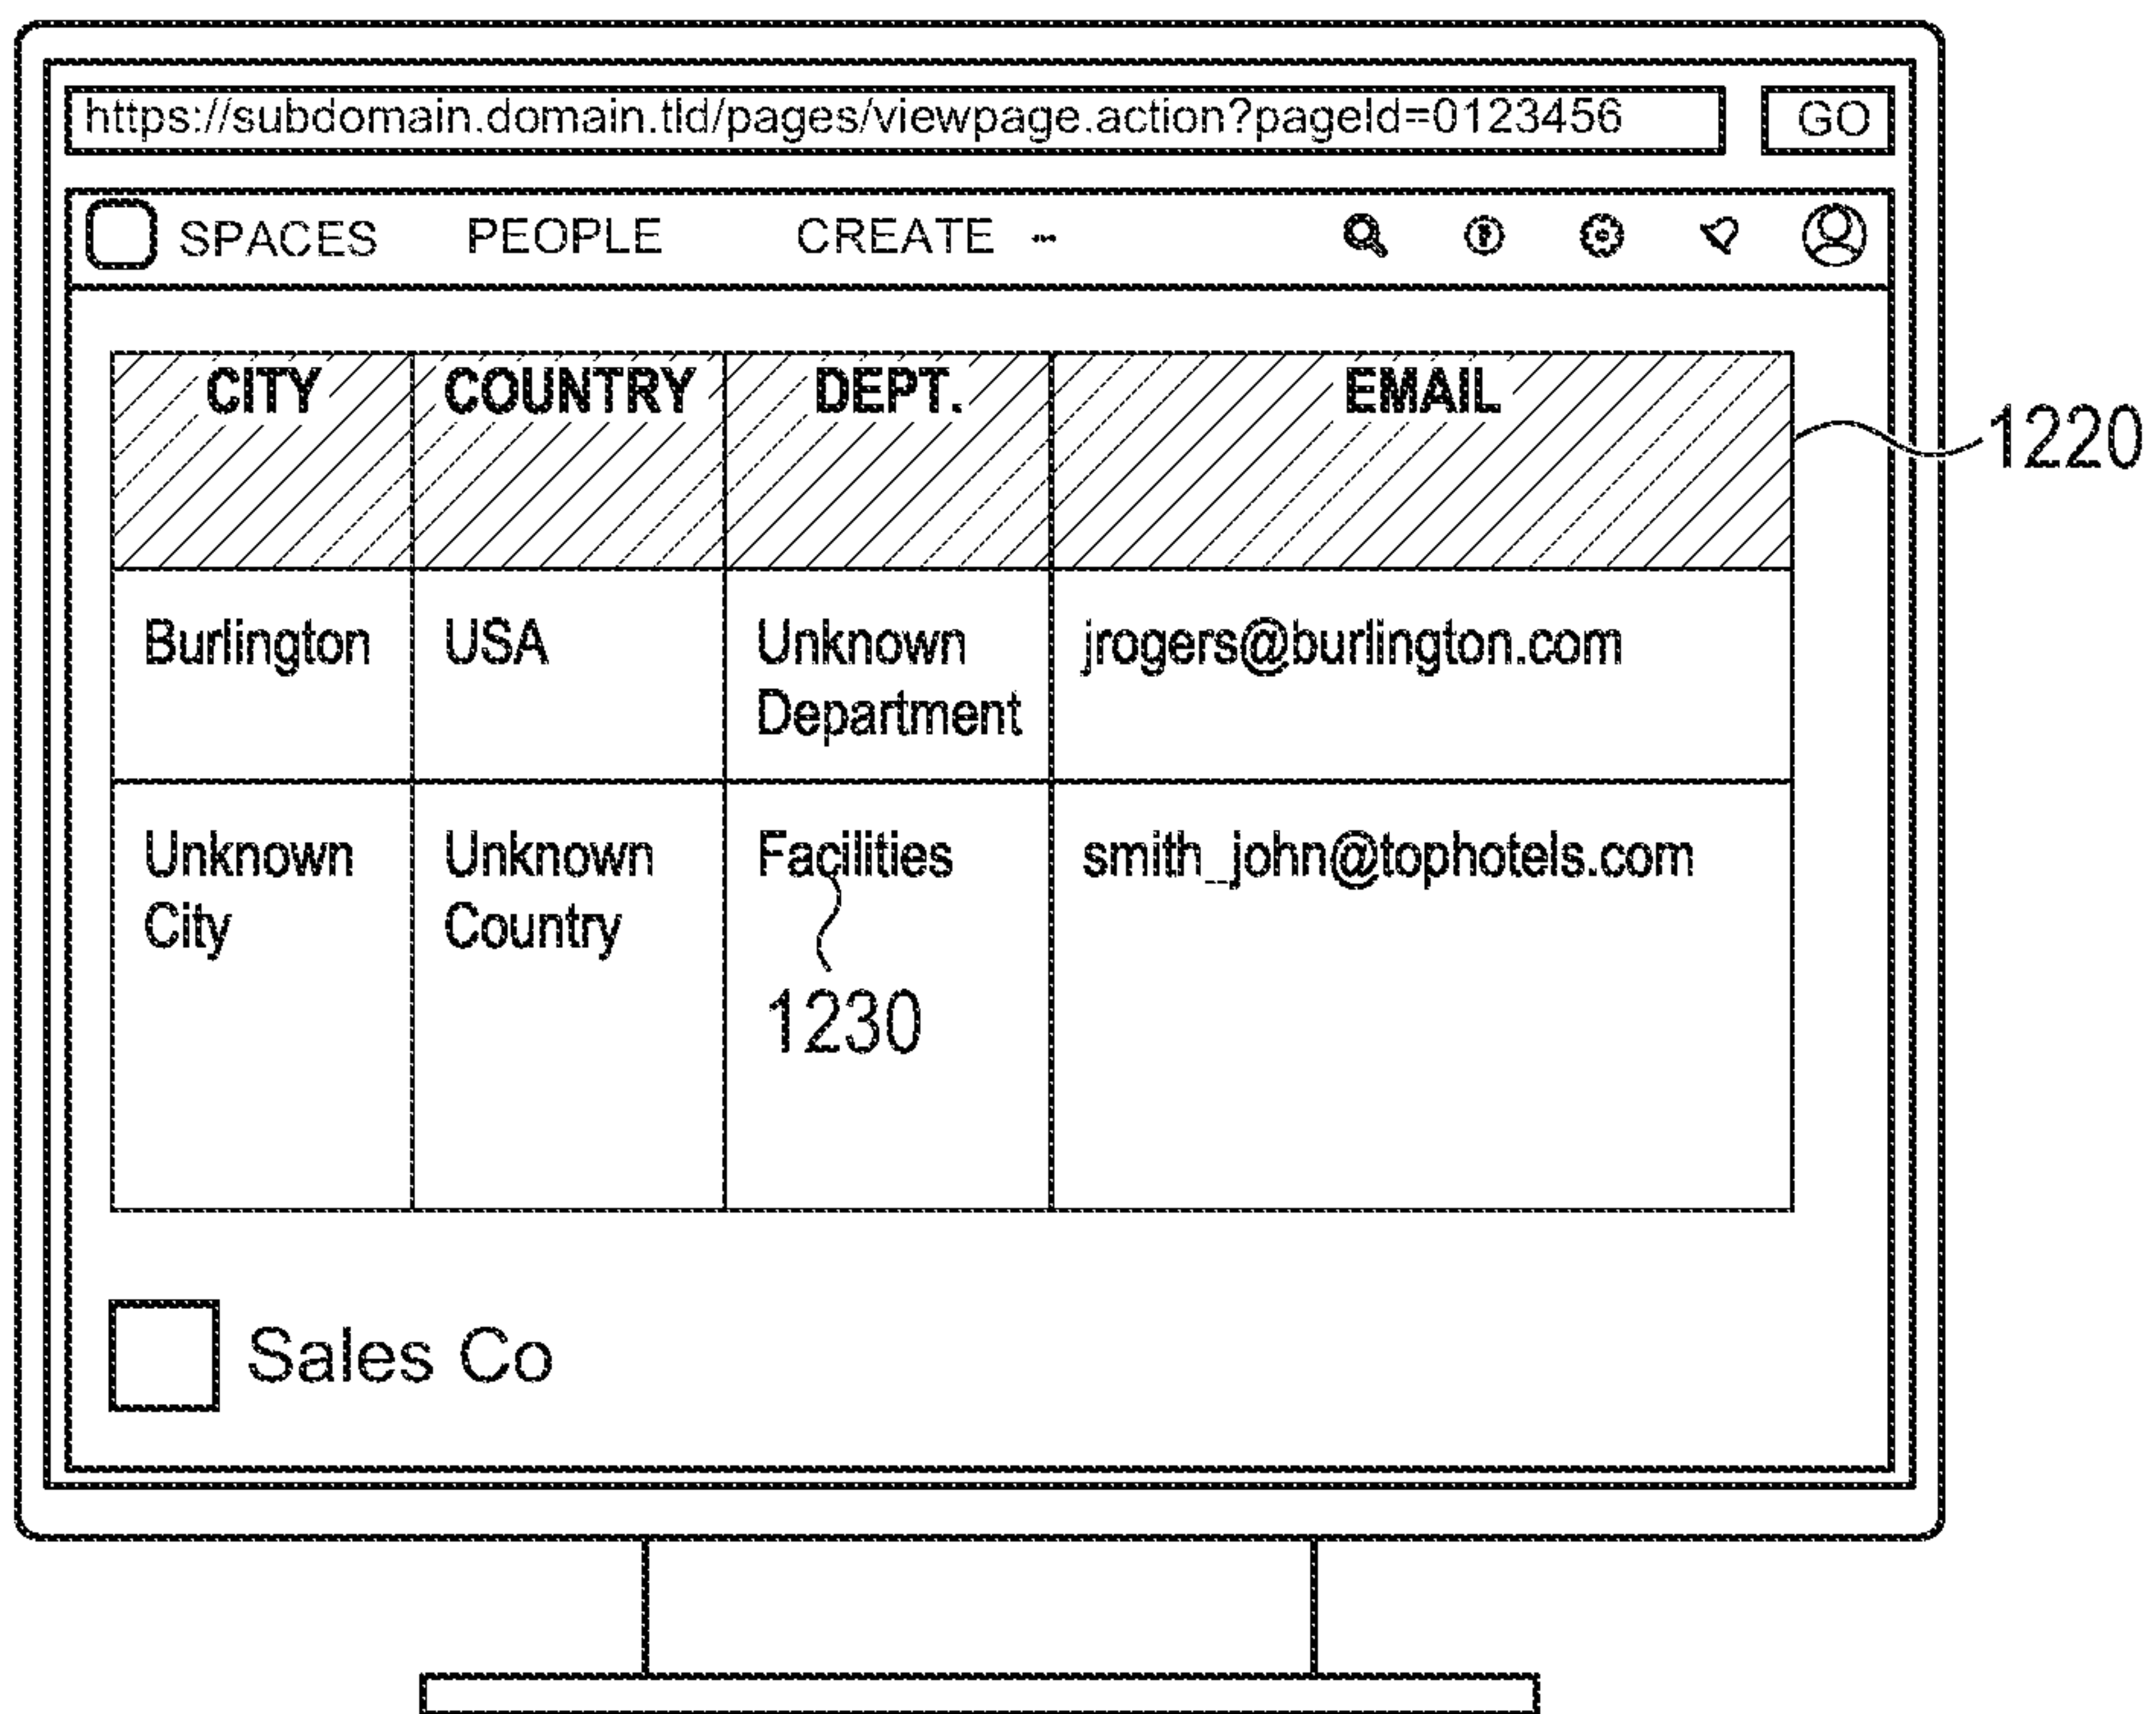 https://subdomain.domain.tld/pages/viewpage.action?pageId=0123456 GO
SPACES PEOPLE CREATE ···
CITY COUNTRY DEPT. EMAIL
1220
Burlington USA Unknown jrogers@burlington.com
Department
Unknown Unknown Facilities smith_john@tophotels.com
City Country
1230
Sales Co